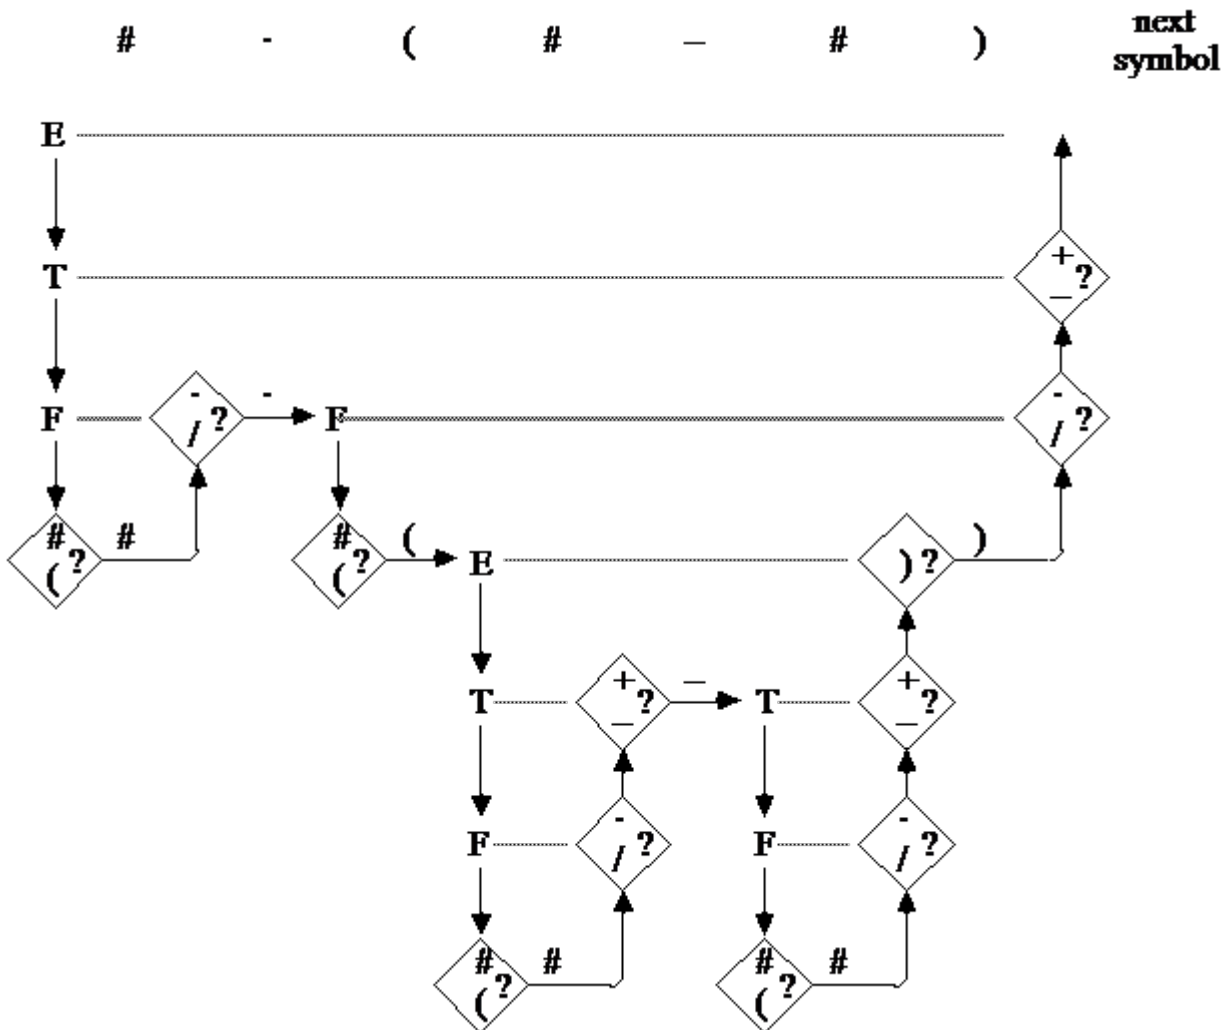 # - ( # – # ) next symbol
E
+ – ?
T
- / ? - F - / ?
F
# ( ? # # ( ? ( E ) ? )
T + – ? – T + – ?
F - / ? F - / ?
# ( ? # # ( ? #